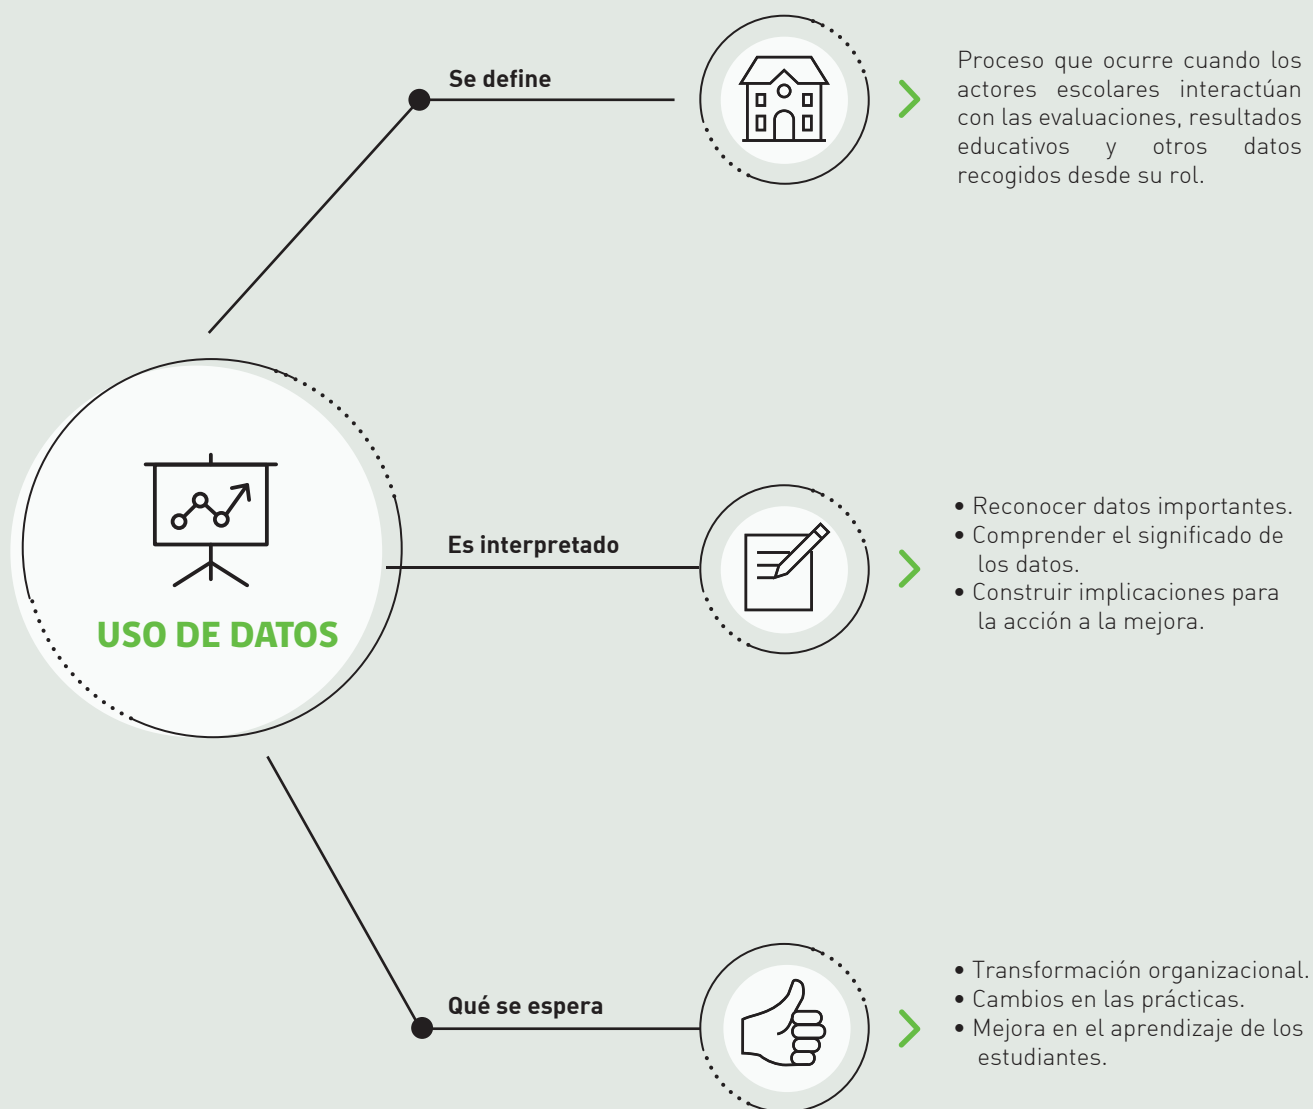 Se define
Proceso que ocurre cuando los
actores escolares interactúan
con las evaluaciones, resultados
educativos y otros datos
recogidos desde su rol.
USO DE DATOS
Es interpretado
• Reconocer datos importantes.
• Comprender el significado de
los datos.
• Construir implicaciones para
la acción a la mejora.
Qué se espera
• Transformación organizacional.
• Cambios en las prácticas.
• Mejora en el aprendizaje de los
estudiantes.